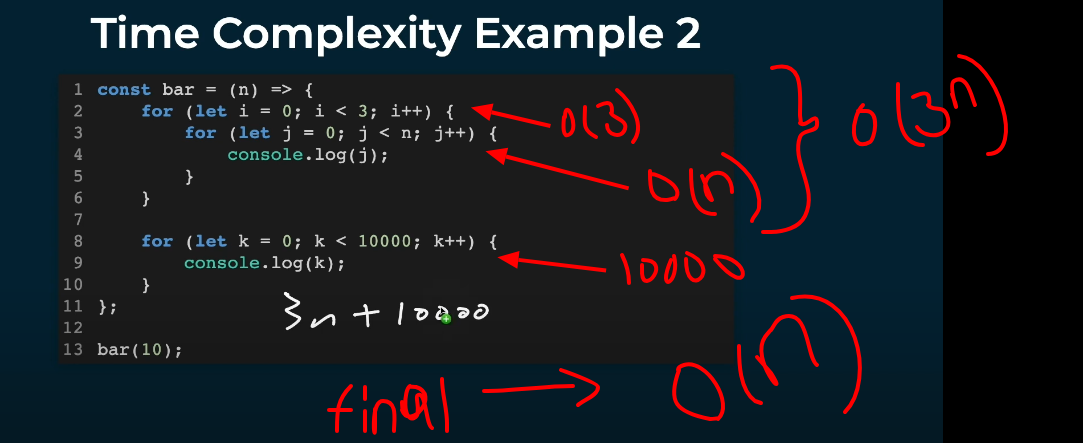 Time Complexity Example 2
1 const bar = (n) => {
2     for (let i = 0; i < 3; i++) {
3         for (let j = 0; j < n; j++) {
4             console.log(j);
5         }
6     }
7
8     for (let k = 0; k < 10000; k++) {
9         console.log(k);
10     }
11 };
12
13 bar(10);
O(3)
O(n)
O(3n)
10000
3n + 10000
final → O(n)